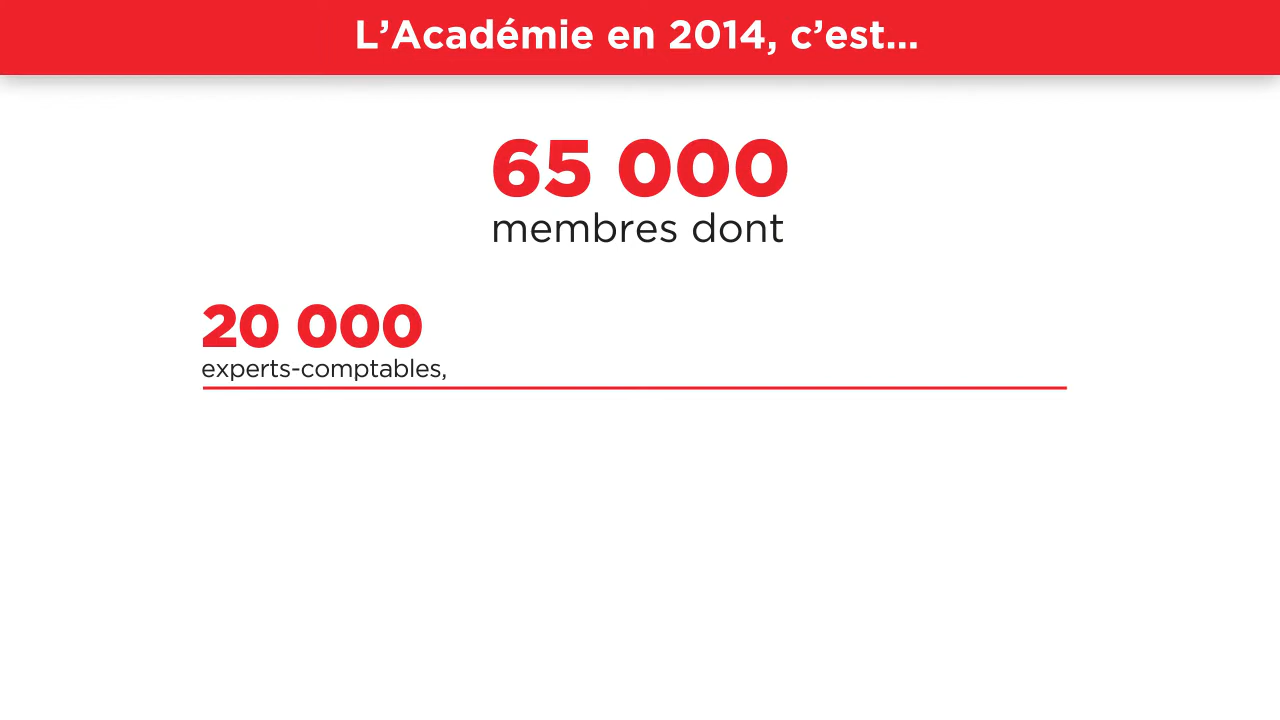 L’Académie en 2014, c’est...
65 000
membres dont
20 000
experts-comptables,